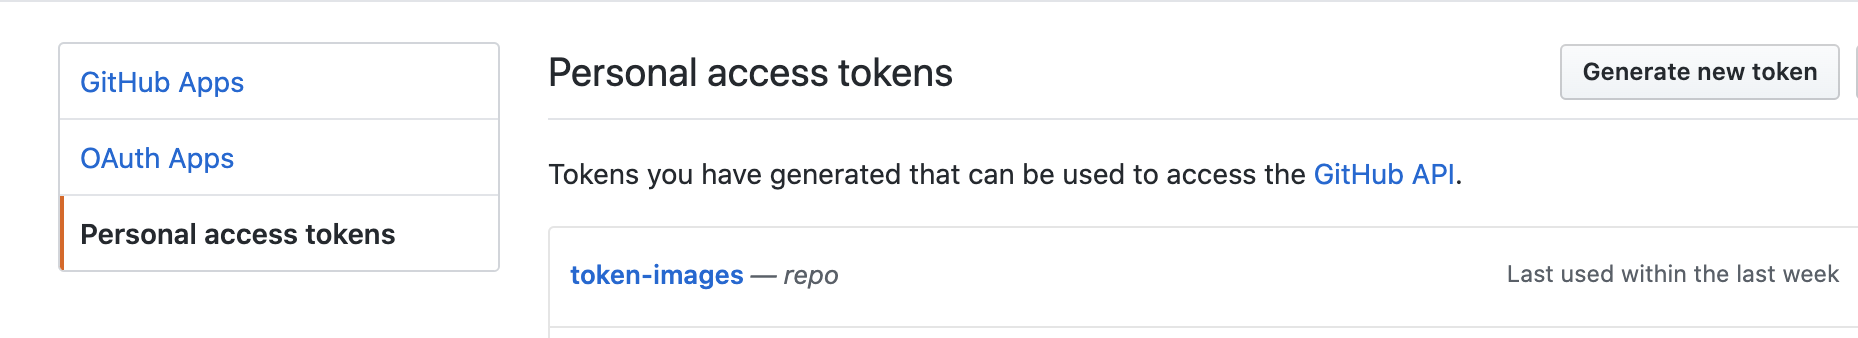 GitHub Apps
OAuth Apps
Personal access tokens
Personal access tokens
Generate new token
Tokens you have generated that can be used to access the GitHub API.
token-images — repo
Last used within the last week